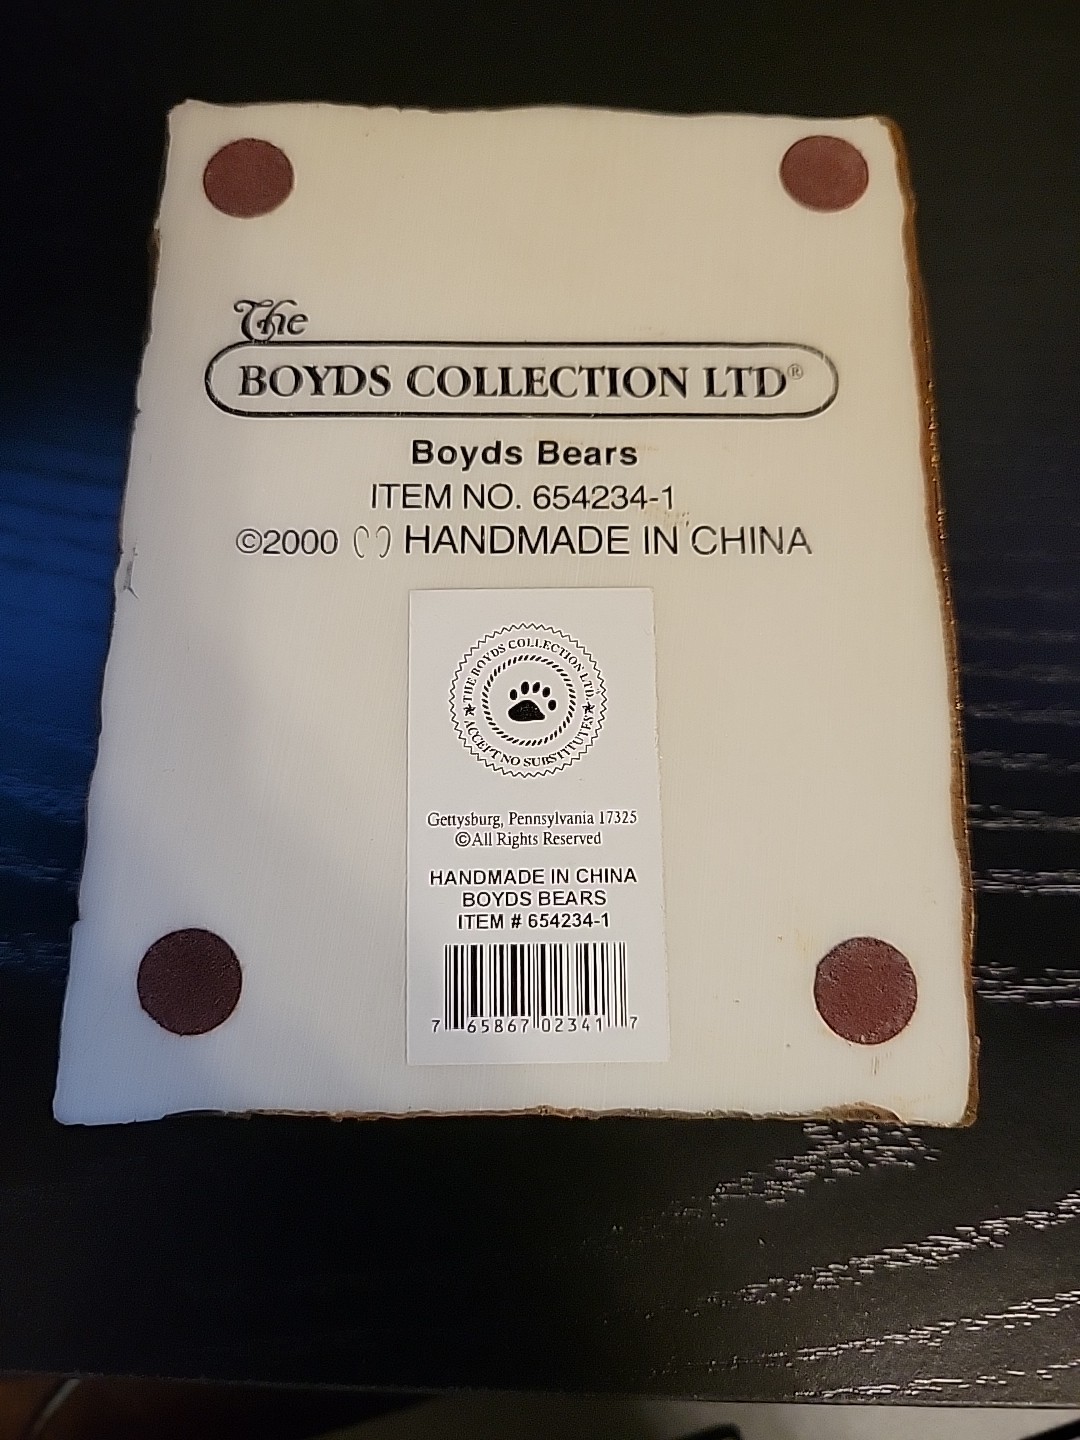 The
BOYDS COLLECTION LTD®
Boyds Bears
ITEM NO. 654234-1
©2000 HANDMADE IN CHINA
THE BOYDS COLLECTION LTD.
★ ACCEPT NO SUBSTITUTES ★
Gettysburg, Pennsylvania 17325
©All Rights Reserved
HANDMADE IN CHINA
BOYDS BEARS
ITEM # 654234-1
7 65867 02341 7